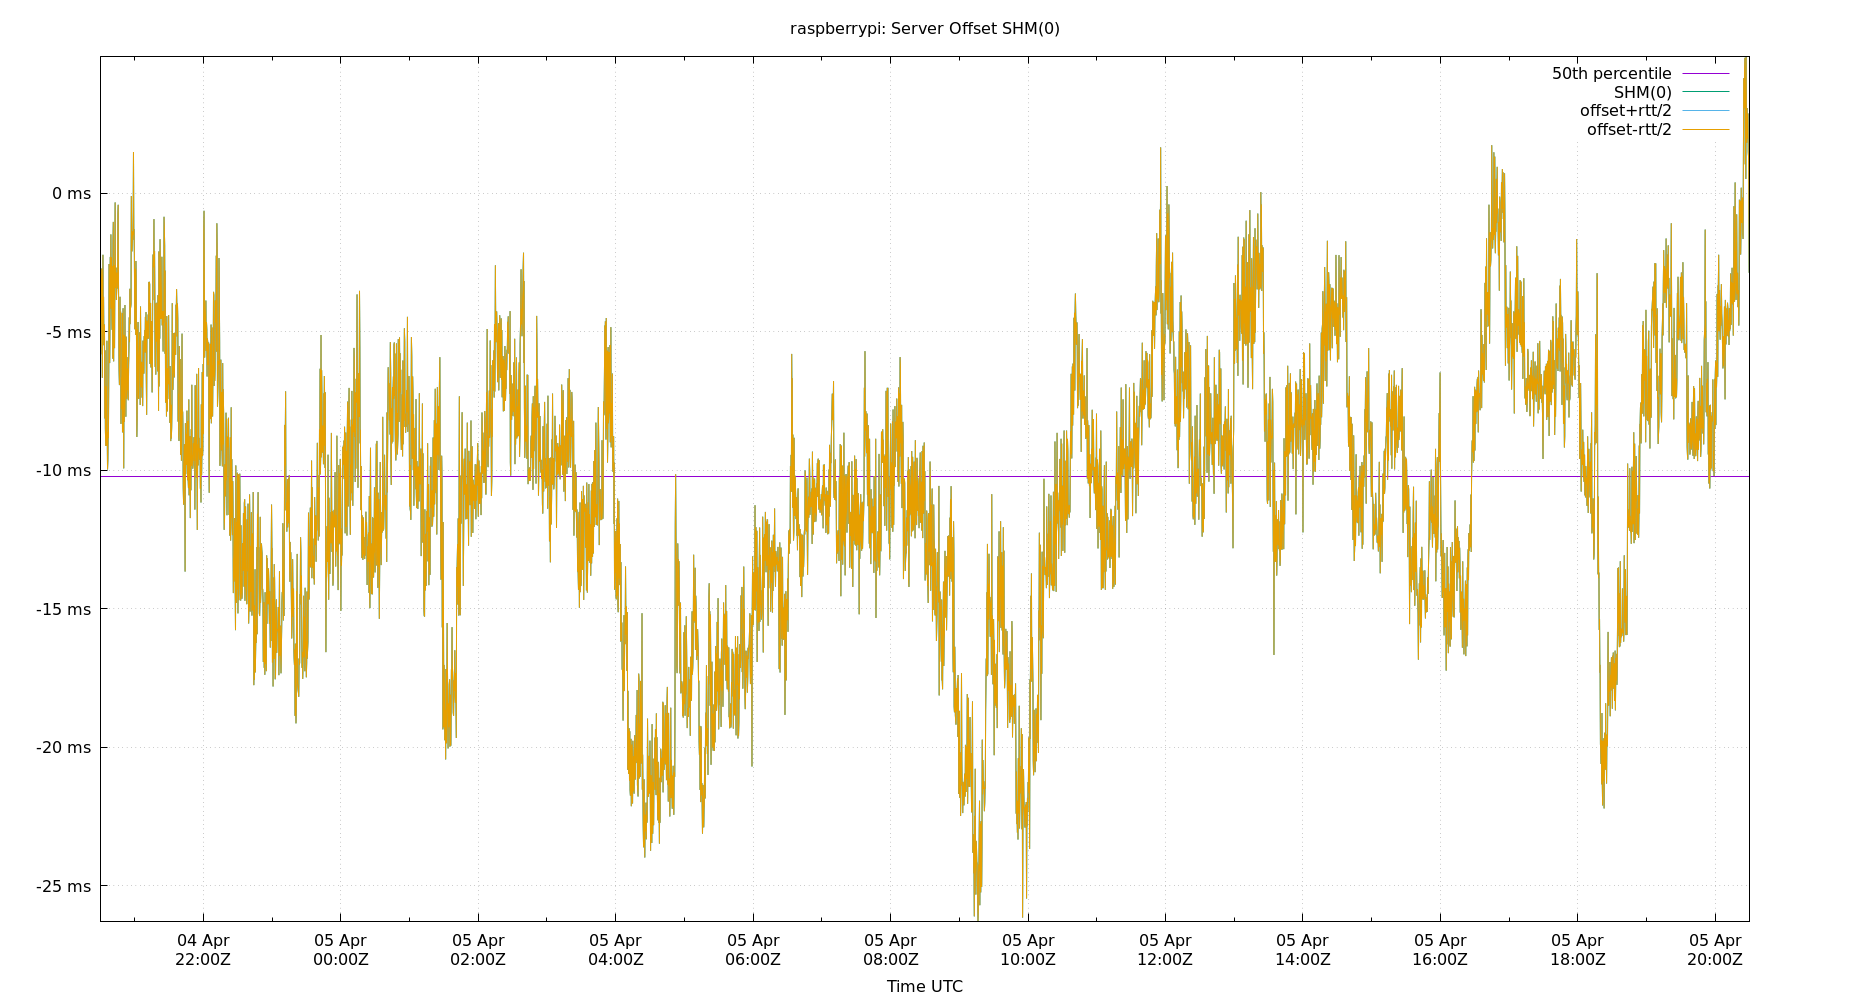 raspberrypi: Server Offset SHM(0)
50th percentile
SHM(0)
offset+rtt/2
offset-rtt/2
0 ms
-5 ms
-10 ms
-15 ms
-20 ms
-25 ms
04 Apr 05 Apr 05 Apr 05 Apr 05 Apr 05 Apr 05 Apr 05 Apr 05 Apr 05 Apr 05 Apr 05 Apr
22:00Z 00:00Z 02:00Z 04:00Z 06:00Z 08:00Z 10:00Z 12:00Z 14:00Z 16:00Z 18:00Z 20:00Z
Time UTC